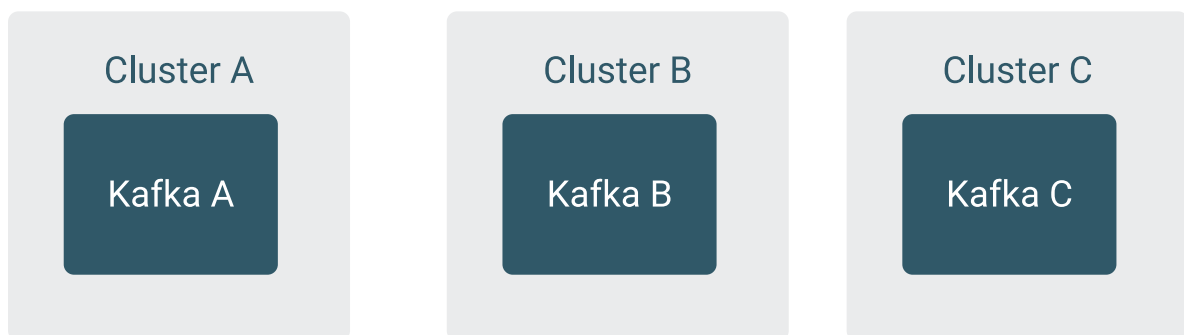 Cluster A
Kafka A
Cluster B
Kafka B
Cluster C
Kafka C